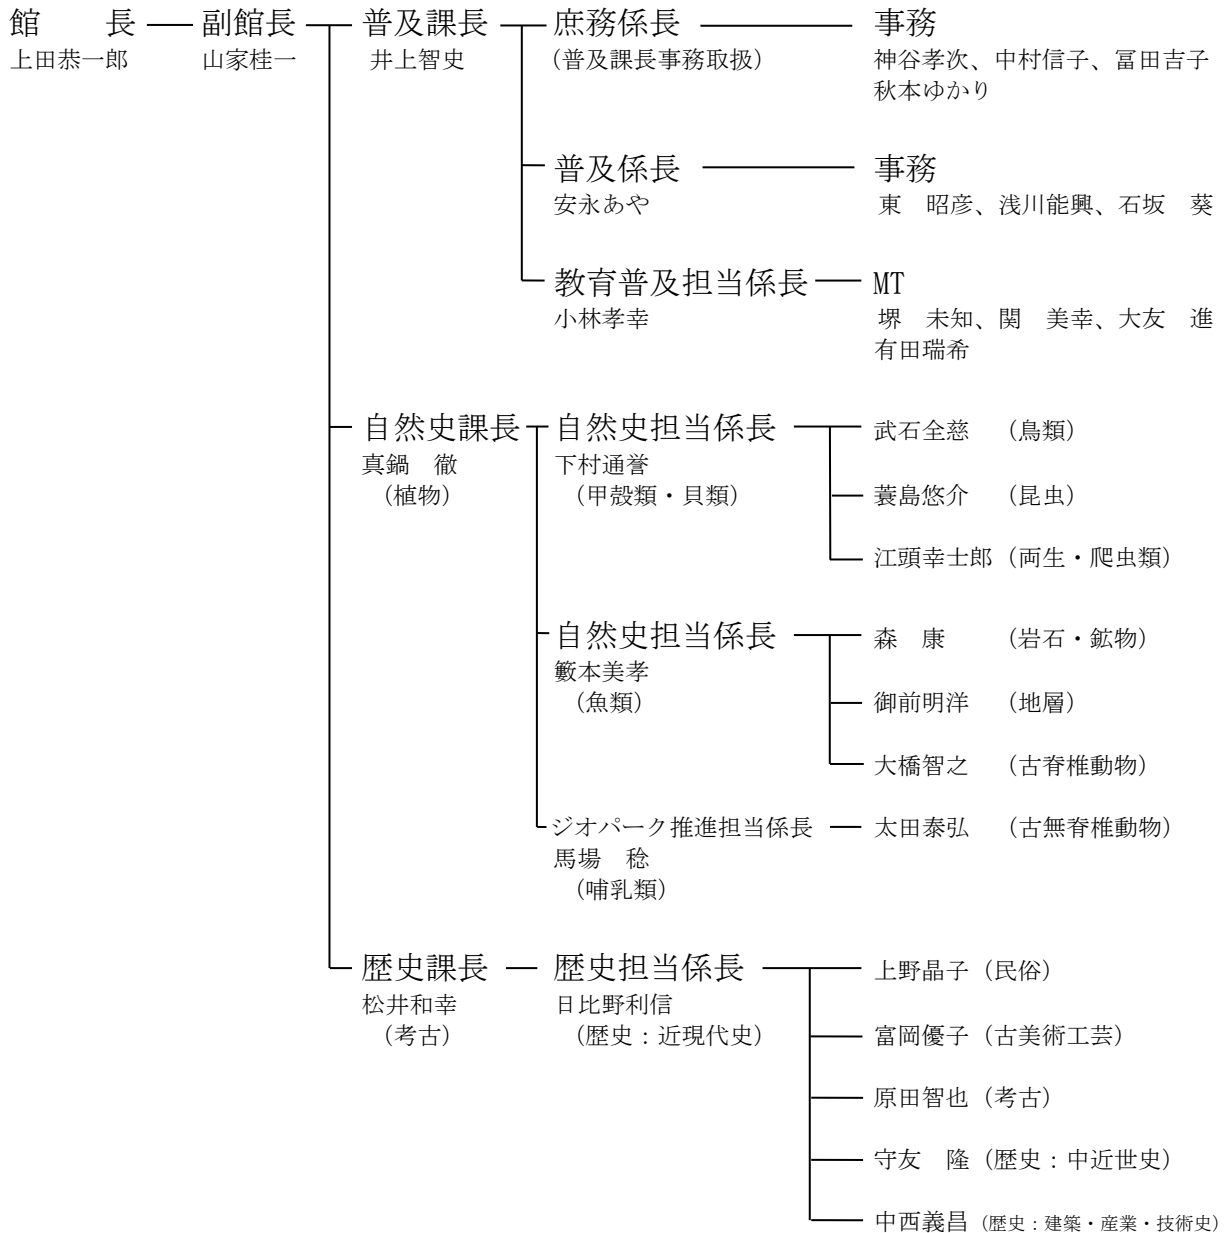 館　　長 副館長 普及課長 庶務係長 事務
上田恭一郎 山家桂一 井上智史 (普及課長事務取扱) 神谷孝次、中村信子、冨田吉子
秋本ゆかり
普及係長 事務
安永あや 東　昭彦、浅川能興、石坂　葵
教育普及担当係長 MT
小林孝幸 堺　未知、関　美幸、大友　進
有田瑞希
自然史課長 自然史担当係長 武石全慈　(鳥類)
真鍋　徹 下村通誉
(植物) (甲殻類・貝類) 蓑島悠介　(昆虫)
江頭幸士郎 (両生・爬虫類)
自然史担当係長 森　康　(岩石・鉱物)
籔本美孝
(魚類) 御前明洋　(地層)
大橋智之　(古脊椎動物)
ジオパーク推進担当係長 太田泰弘　(古無脊椎動物)
馬場　稔
(哺乳類)
歴史課長 歴史担当係長 上野晶子 (民俗)
松井和幸 日比野利信
(考古) (歴史：近現代史) 富岡優子 (古美術工芸)
原田智也 (考古)
守友　隆 (歴史：中近世史)
中西義昌 (歴史：建築・産業・技術史)